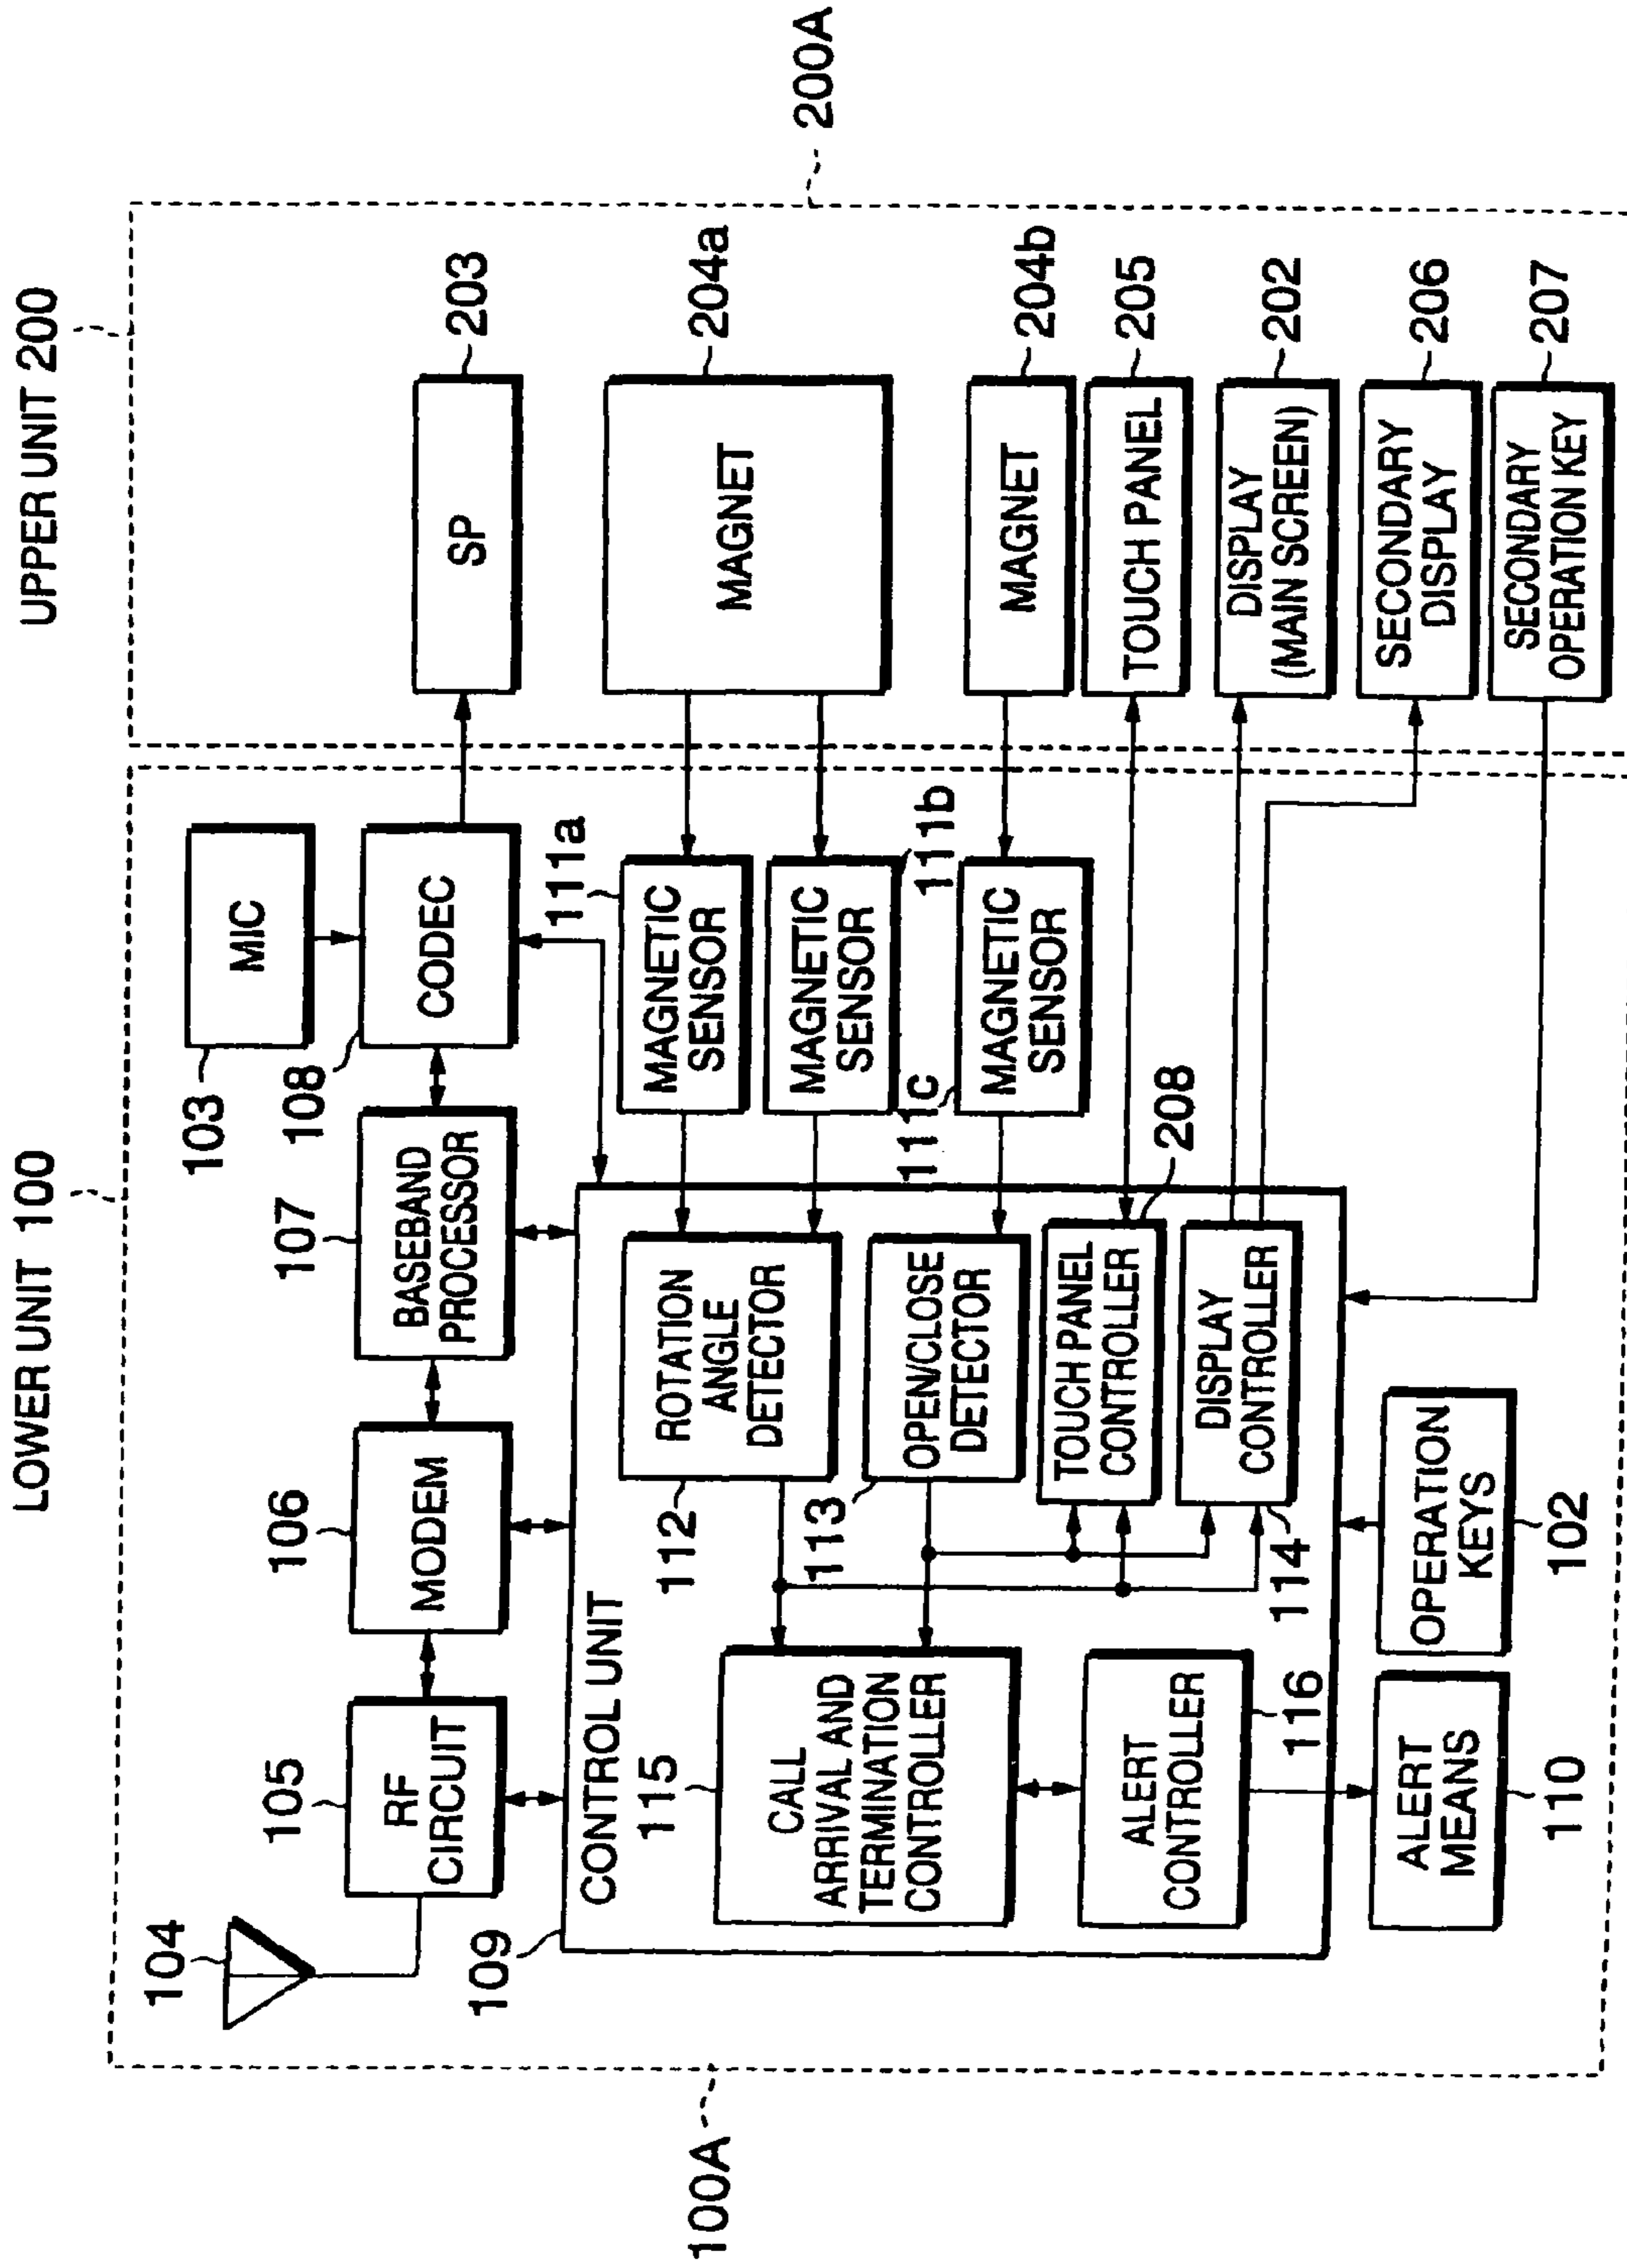 LOWER UNIT 100
UPPER UNIT 200
100A
200A
104
105
RF
CIRCUIT
106
MODEM
107
BASEBAND
PROCESSOR
103
MIC
108
CODEC
SP
203
109
CONTROL UNIT
111a
MAGNETIC
SENSOR
MAGNETIC
SENSOR
111b
111c
MAGNETIC
SENSOR
MAGNET
204a
MAGNET
204b
112
ROTATION
ANGLE
DETECTOR
113
OPEN/CLOSE
DETECTOR
115
CALL
ARRIVAL AND
TERMINATION
CONTROLLER
208
TOUCH PANEL
CONTROLLER
TOUCH PANEL
205
114
DISPLAY
CONTROLLER
DISPLAY
(MAIN SCREEN)
202
ALERT
CONTROLLER
116
SECONDARY
DISPLAY
206
SECONDARY
OPERATION KEY
207
ALERT
MEANS
110
OPERATION
KEYS
102